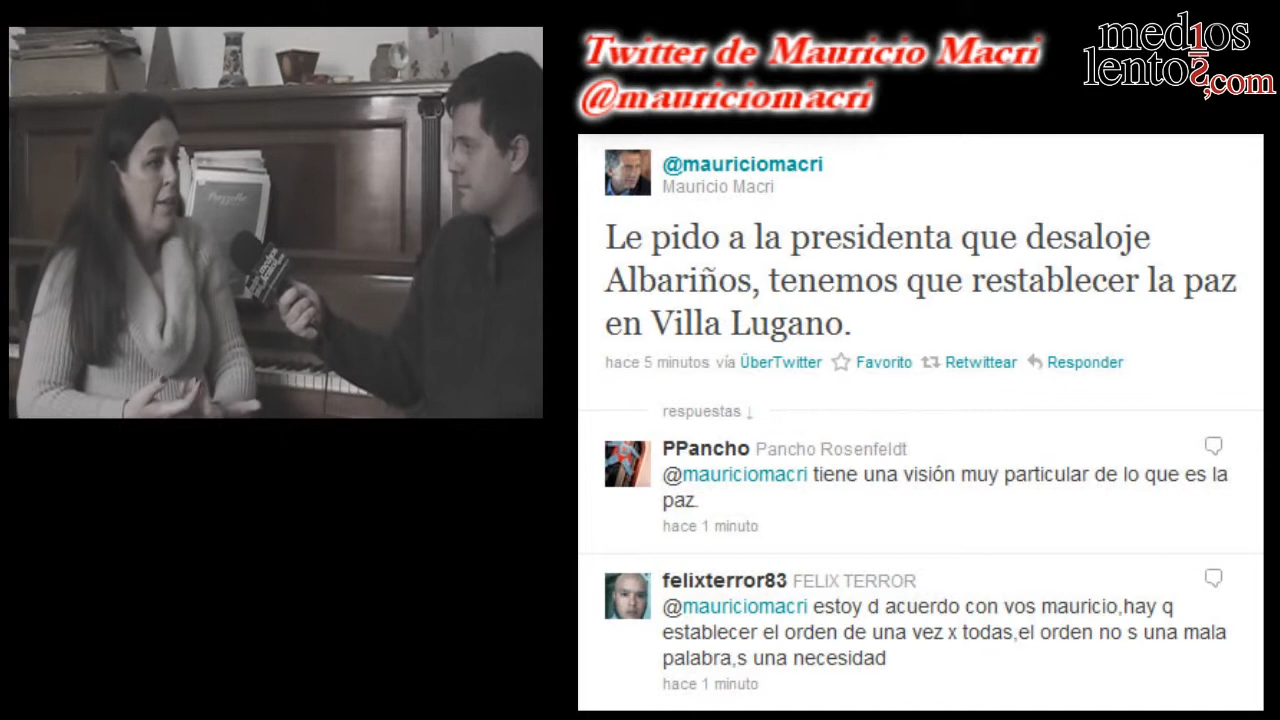 Twitter de Mauricio Macri
@mauriciomacri
med10s
lentos.com
@mauriciomacri
Mauricio Macri
Le pido a la presidenta que desaloje
Albariños, tenemos que restablecer la paz
en Villa Lugano.
hace 5 minutos vía ÜberTwitter Favorito Retwittear Responder
respuestas ↓
PPancho Pancho Rosenfeldt
@mauriciomacri tiene una visión muy particular de lo que es la
paz.
hace 1 minuto
felixterror83 FELIX TERROR
@mauriciomacri estoy d acuerdo con vos mauricio,hay q
establecer el orden de una vez x todas,el orden no s una mala
palabra,s una necesidad
hace 1 minuto
Piazzolla